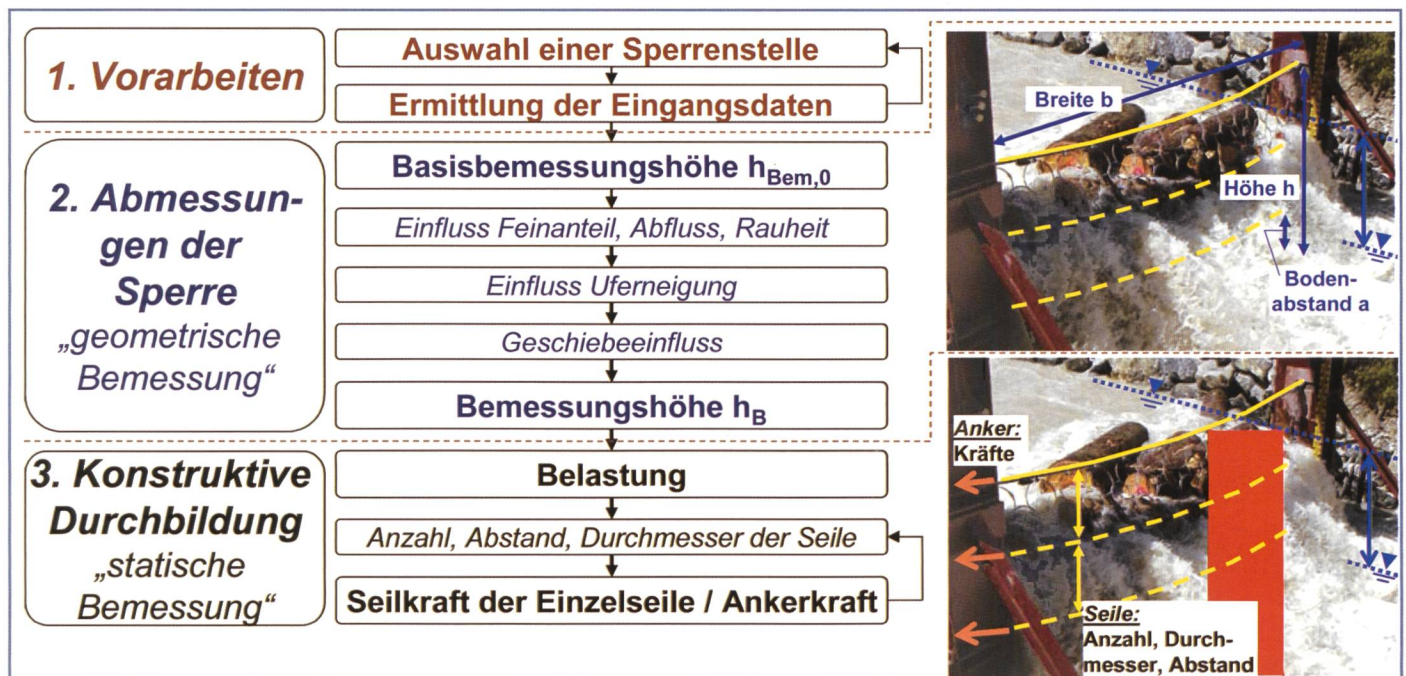 1. Vorarbeiten
Auswahl einer Sperrenstelle
Ermittlung der Eingangsdaten
2. Abmessun-
gen der
Sperre
„geometrische
Bemessung“
Basisbemessungshöhe hBem,0
Einfluss Feinanteil, Abfluss, Rauheit
Einfluss Uferneigung
Geschiebeeinfluss
Bemessungshöhe hB
3. Konstruktive
Durchbildung
„statische
Bemessung“
Belastung
Anzahl, Abstand, Durchmesser der Seile
Seilkraft der Einzelseile / Ankerkraft
Breite b
Höhe h
Boden-
abstand a
Anker:
Kräfte
Seile:
Anzahl, Durch-
messer, Abstand